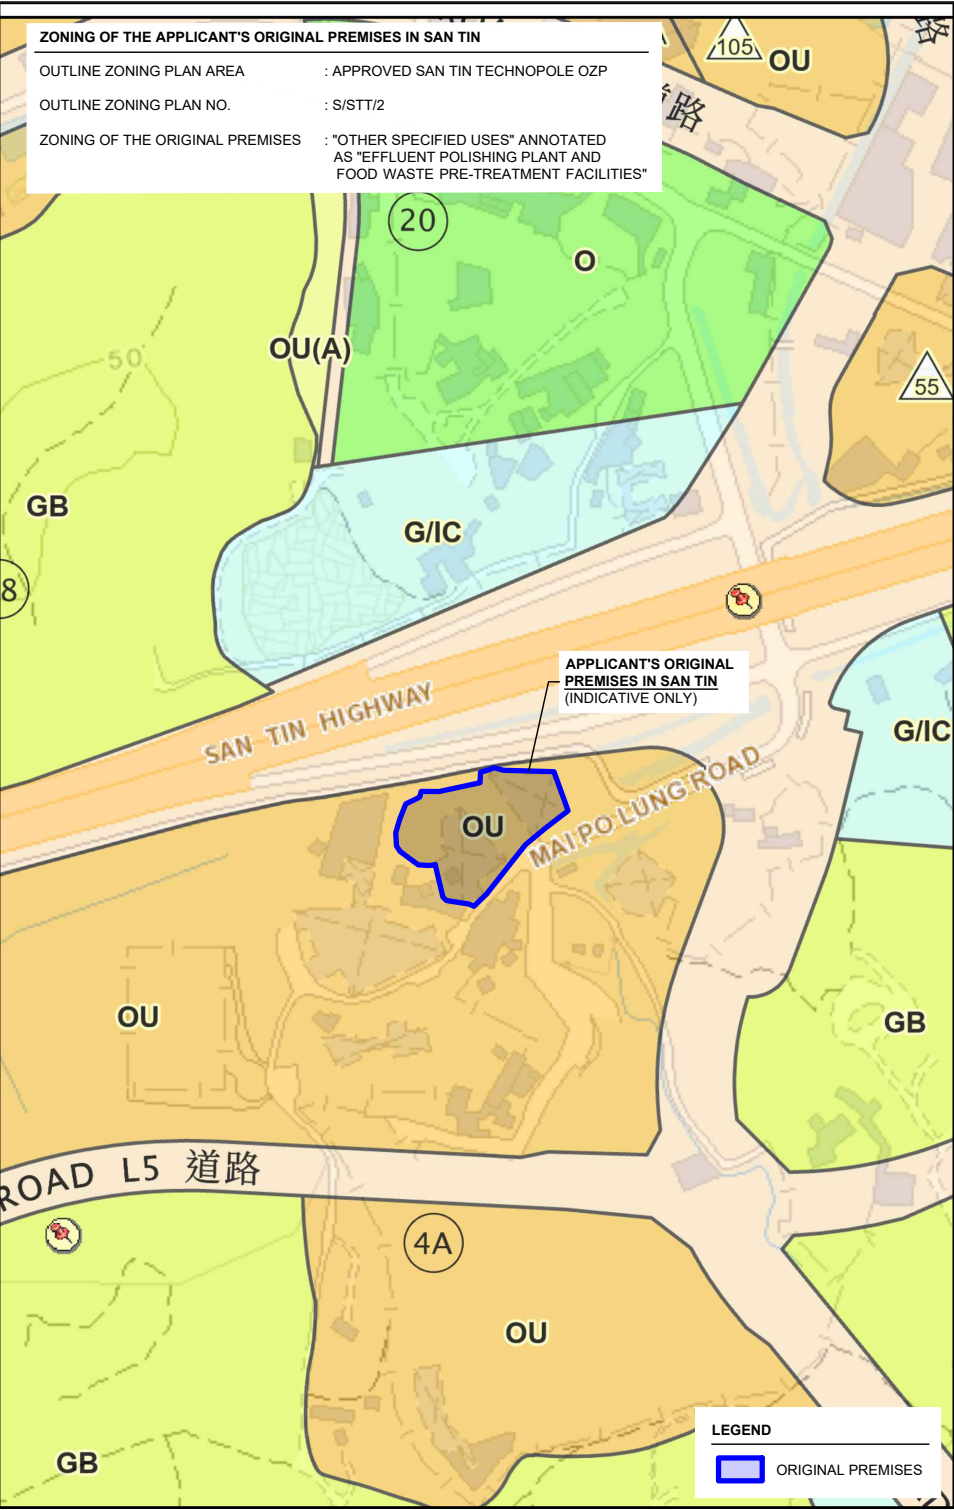 ZONING OF THE APPLICANT'S ORIGINAL PREMISES IN SAN TIN
OUTLINE ZONING PLAN AREA : APPROVED SAN TIN TECHNOPOLE OZP
OUTLINE ZONING PLAN NO. : S/STT/2
ZONING OF THE ORIGINAL PREMISES : "OTHER SPECIFIED USES" ANNOTATED
AS "EFFLUENT POLISHING PLANT AND
FOOD WASTE PRE-TREATMENT FACILITIES"
路
105
OU
路
20
O
OU(A)
50
55
GB
G/IC
8
APPLICANT'S ORIGINAL
PREMISES IN SAN TIN
(INDICATIVE ONLY)
SAN TIN HIGHWAY
G/IC
MAI PO LUNG ROAD
OU
OU
GB
ROAD L5 道路
4A
OU
GB
LEGEND
ORIGINAL PREMISES